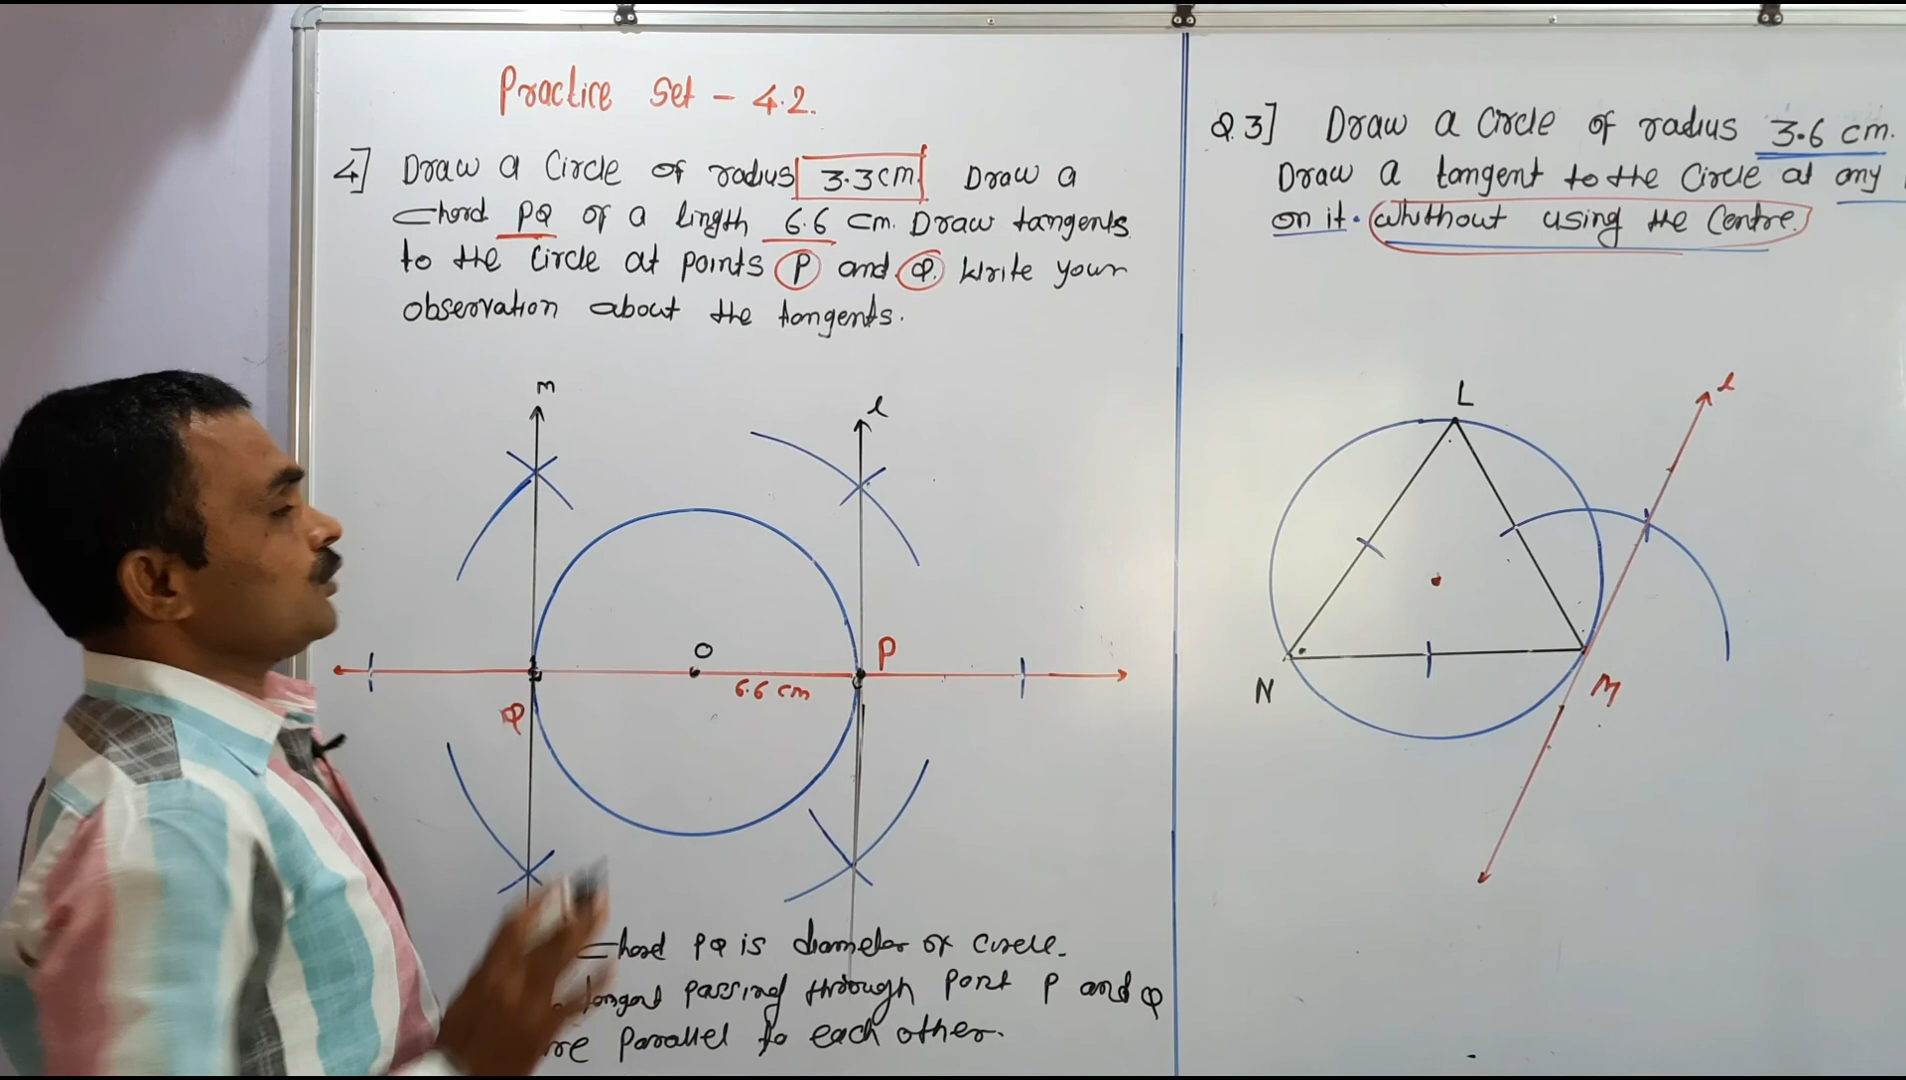 Practice Set - 4.2.
4] Draw a Circle of radius 3.3cm. Draw a
Chord PQ of a lingth 6.6 cm. Draw tangents
to the circle at points P and Q. Write your
observation about the tangents.
m
l
O
P
6.6 cm
Q
Chord PQ is diameter of circle.
tangent passing through point P and Q
re parallel to each other.
Q.3] Draw a Circle of radius 3.6 cm.
Draw a tangent to the Circle at any
on it. Whithout using the Centre.
L
l
N
M